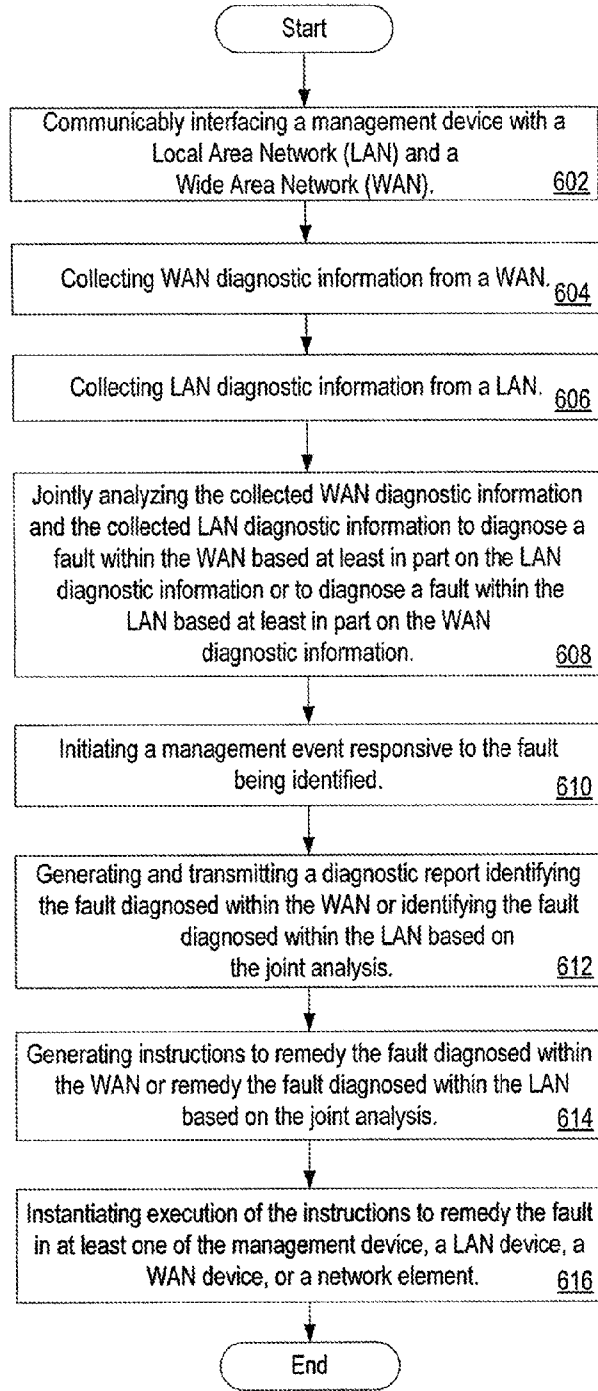 Start
Communicably interfacing a management device with a
Local Area Network (LAN) and a
Wide Area Network (WAN).
602
Collecting WAN diagnostic information from a WAN.
604
Collecting LAN diagnostic information from a LAN.
606
Jointly analyzing the collected WAN diagnostic information
and the collected LAN diagnostic information to diagnose a
fault within the WAN based at least in part on the LAN
diagnostic information or to diagnose a fault within the
LAN based at least in part on the WAN
diagnostic information.
608
Initiating a management event responsive to the fault
being identified.
610
Generating and transmitting a diagnostic report identifying
the fault diagnosed within the WAN or identifying the fault
diagnosed within the LAN based on
the joint analysis.
612
Generating instructions to remedy the fault diagnosed within
the WAN or remedy the fault diagnosed within the LAN
based on the joint analysis.
614
Instantiating execution of the instructions to remedy the fault
in at least one of the management device, a LAN device, a
WAN device, or a network element.
616
End